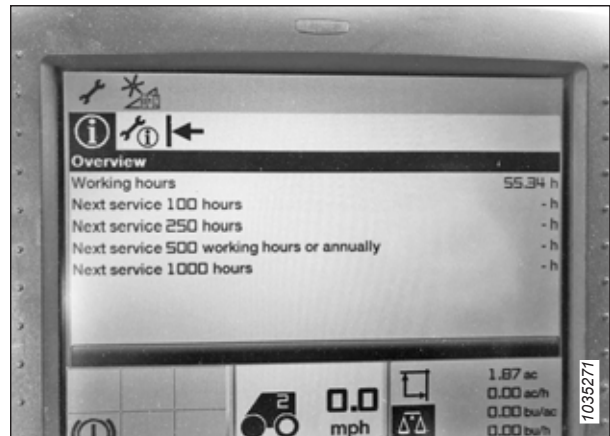 Overview
Working hours 55.34 h
Next service 100 hours - h
Next service 250 hours - h
Next service 500 working hours or annually - h
Next service 1000 hours - h
2
0.0
mph
1.87 ac
0.00 ac/h
0.00 bu/ac
0.00 bu/h
1035271